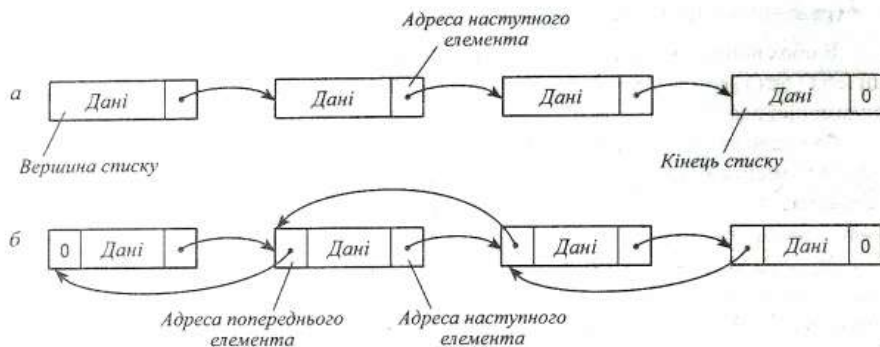 Адреса наступного
елемента
а
Дані
Дані
Дані
Дані 0
Вершина списку
Кінець списку
б
0 Дані
Дані
Дані
Дані 0
Адреса попереднього
елемента
Адреса наступного
елемента